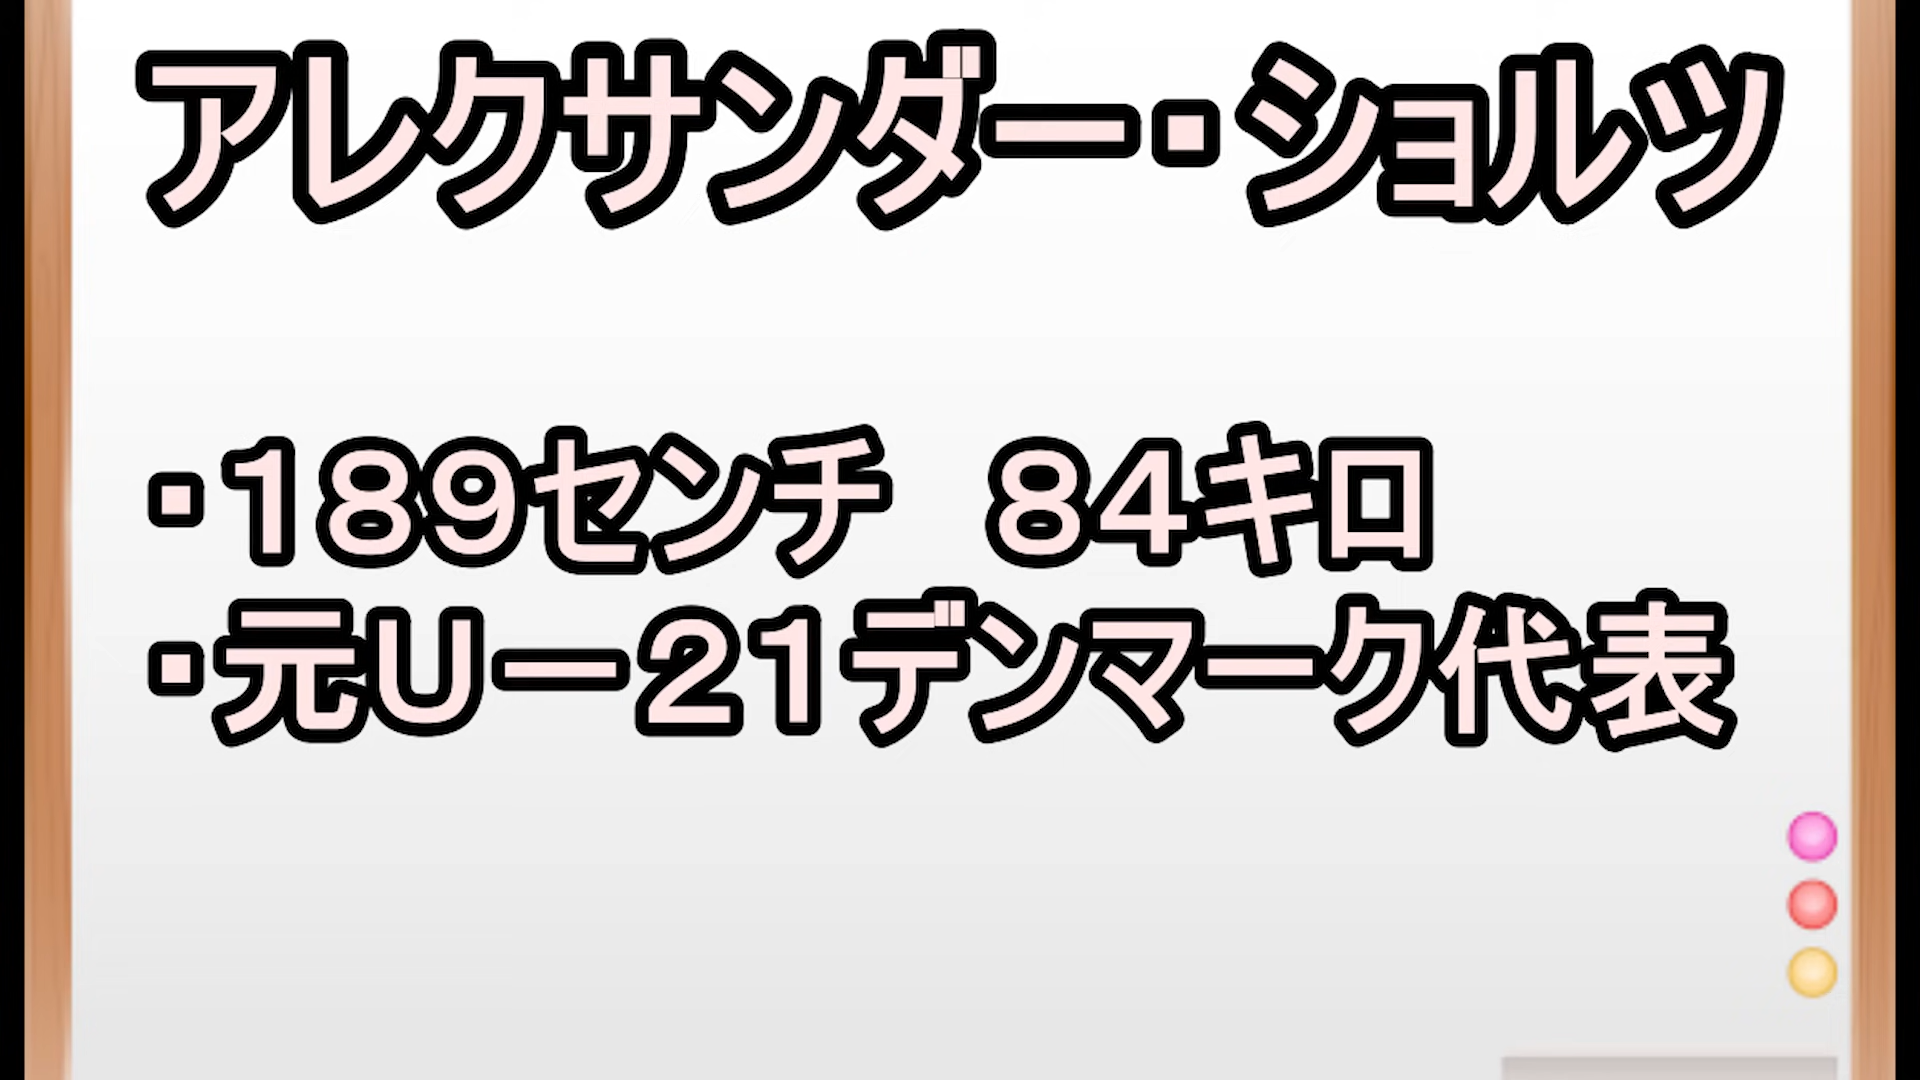 アレクサンダー・ショルツ
・１８９センチ　８４キロ
・元Ｕー２１デンマーク代表